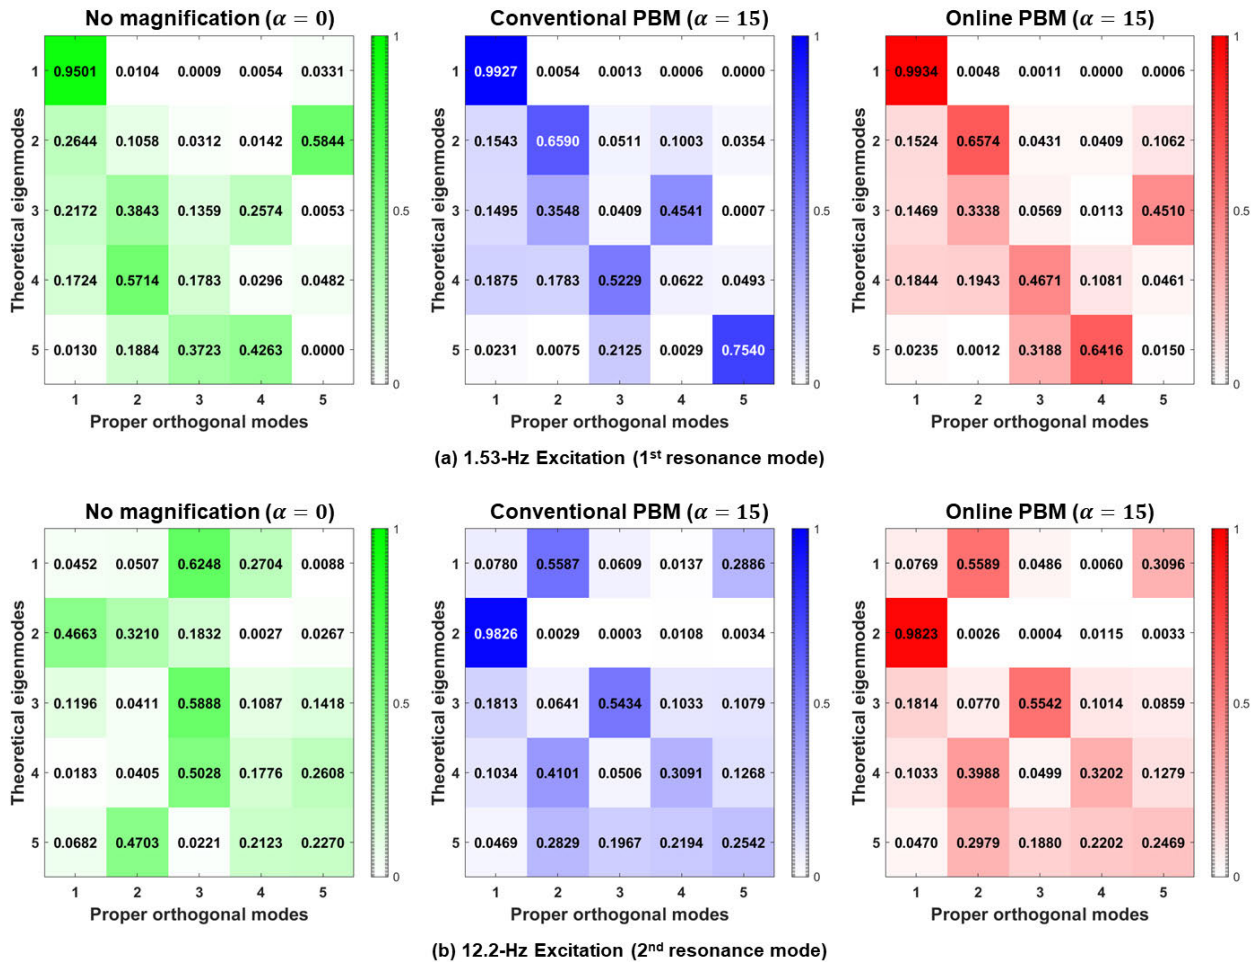 No magnification (α = 0)
Conventional PBM (α = 15)
Online PBM (α = 15)
Theoretical eigenmodes
1 0.9501 0.0104 0.0009 0.0054 0.0331
2 0.2644 0.1058 0.0312 0.0142 0.5844
3 0.2172 0.3843 0.1359 0.2574 0.0053
4 0.1724 0.5714 0.1783 0.0296 0.0482
5 0.0130 0.1884 0.3723 0.4263 0.0000
1 2 3 4 5
Proper orthogonal modes
1
0.5
0
Theoretical eigenmodes
1 0.9927 0.0054 0.0013 0.0006 0.0000
2 0.1543 0.6590 0.0511 0.1003 0.0354
3 0.1495 0.3548 0.0409 0.4541 0.0007
4 0.1875 0.1783 0.5229 0.0622 0.0493
5 0.0231 0.0075 0.2125 0.0029 0.7540
1 2 3 4 5
Proper orthogonal modes
1
0.5
0
Theoretical eigenmodes
1 0.9934 0.0048 0.0011 0.0000 0.0006
2 0.1524 0.6574 0.0431 0.0409 0.1062
3 0.1469 0.3338 0.0569 0.0113 0.4510
4 0.1844 0.1943 0.4671 0.1081 0.0461
5 0.0235 0.0012 0.3188 0.6416 0.0150
1 2 3 4 5
Proper orthogonal modes
1
0.5
0
(a) 1.53-Hz Excitation (1st resonance mode)
No magnification (α = 0)
Conventional PBM (α = 15)
Online PBM (α = 15)
Theoretical eigenmodes
1 0.0452 0.0507 0.6248 0.2704 0.0088
2 0.4663 0.3210 0.1832 0.0027 0.0267
3 0.1196 0.0411 0.5888 0.1087 0.1418
4 0.0183 0.0405 0.5028 0.1776 0.2608
5 0.0682 0.4703 0.0221 0.2123 0.2270
1 2 3 4 5
Proper orthogonal modes
1
0.5
0
Theoretical eigenmodes
1 0.0780 0.5587 0.0609 0.0137 0.2886
2 0.9826 0.0029 0.0003 0.0108 0.0034
3 0.1813 0.0641 0.5434 0.1033 0.1079
4 0.1034 0.4101 0.0506 0.3091 0.1268
5 0.0469 0.2829 0.1967 0.2194 0.2542
1 2 3 4 5
Proper orthogonal modes
1
0.5
0
Theoretical eigenmodes
1 0.0769 0.5589 0.0486 0.0060 0.3096
2 0.9823 0.0026 0.0004 0.0115 0.0033
3 0.1814 0.0770 0.5542 0.1014 0.0859
4 0.1033 0.3988 0.0499 0.3202 0.1279
5 0.0470 0.2979 0.1880 0.2202 0.2469
1 2 3 4 5
Proper orthogonal modes
1
0.5
0
(b) 12.2-Hz Excitation (2nd resonance mode)